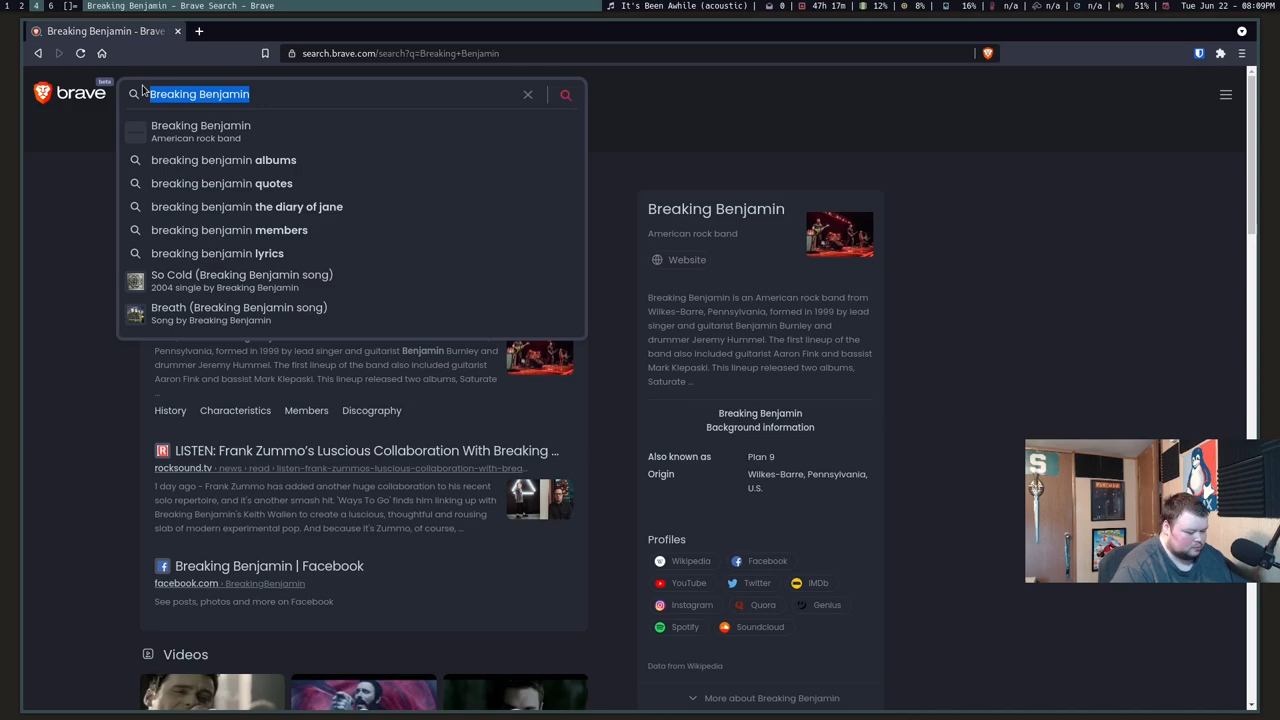 1 2 4 6 []= Breaking Benjamin - Brave Search - Brave
It's Been Awhile (acoustic) 0 47h 17m 12% 8% 16% n/a n/a 51% Tue Jun 22 - 08:09PM
Breaking Benjamin - Brave
search.brave.com/search?q=Breaking+Benjamin
brave
beta
Breaking Benjamin
Breaking Benjamin
American rock band
breaking benjamin albums
breaking benjamin quotes
breaking benjamin the diary of jane
breaking benjamin members
breaking benjamin lyrics
So Cold (Breaking Benjamin song)
2004 single by Breaking Benjamin
Breath (Breaking Benjamin song)
Song by Breaking Benjamin
Pennsylvania, formed in 1999 by lead singer and guitarist Benjamin Burnley and
drummer Jeremy Hummel. The first lineup of the band also included guitarist
Aaron Fink and bassist Mark Klepaski. This lineup released two albums, Saturate
...
History Characteristics Members Discography
LISTEN: Frank Zummo's Luscious Collaboration With Breaking ...
rocksound.tv › news › read › listen-frank-zummos-luscious-collaboration-with-brea...
1 day ago - Frank Zummo has added another huge collaboration to his recent
solo repertoire, and it's another smash hit. 'Ways To Go' finds him linking up with
Breaking Benjamin's Keith Wallen to create a luscious, thoughtful and rousing
slab of modern experimental pop. And because it's Zummo, of course, ...
Breaking Benjamin | Facebook
facebook.com › BreakingBenjamin
See posts, photos and more on Facebook
Videos
Breaking Benjamin
American rock band
Website
Breaking Benjamin is an American rock band from
Wilkes-Barre, Pennsylvania, formed in 1999 by lead
singer and guitarist Benjamin Burnley and
drummer Jeremy Hummel. The first lineup of the
band also included guitarist Aaron Fink and bassist
Mark Klepaski. This lineup released two albums,
Saturate ...
Breaking Benjamin
Background information
Also known as Plan 9
Origin Wilkes-Barre, Pennsylvania,
U.S.
Profiles
Wikipedia Facebook
YouTube Twitter IMDb
Instagram Quora Genius
Spotify Soundcloud
Data from Wikipedia
More about Breaking Benjamin